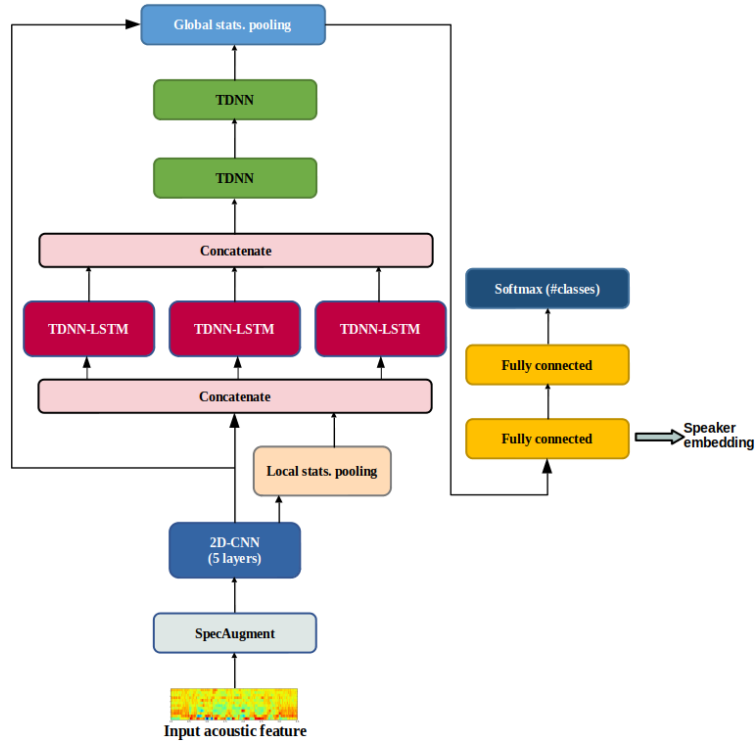 Global stats. pooling
TDNN
TDNN
Concatenate
TDNN-LSTM
TDNN-LSTM
TDNN-LSTM
Concatenate
Local stats. pooling
2D-CNN
(5 layers)
SpecAugment
Input acoustic feature
Softmax (#classes)
Fully connected
Fully connected
Speaker
embedding